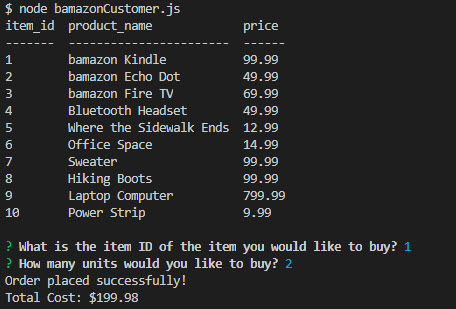 $ node bamazonCustomer.js
item_id  product_name             price
-------  -----------------------  ------
1        bamazon Kindle           99.99
2        bamazon Echo Dot         49.99
3        bamazon Fire TV          69.99
4        Bluetooth Headset        49.99
5        Where the Sidewalk Ends  12.99
6        Office Space             14.99
7        Sweater                  99.99
8        Hiking Boots             99.99
9        Laptop Computer          799.99
10       Power Strip              9.99
? What is the item ID of the item you would like to buy? 1
? How many units would you like to buy? 2
Order placed successfully!
Total Cost: $199.98